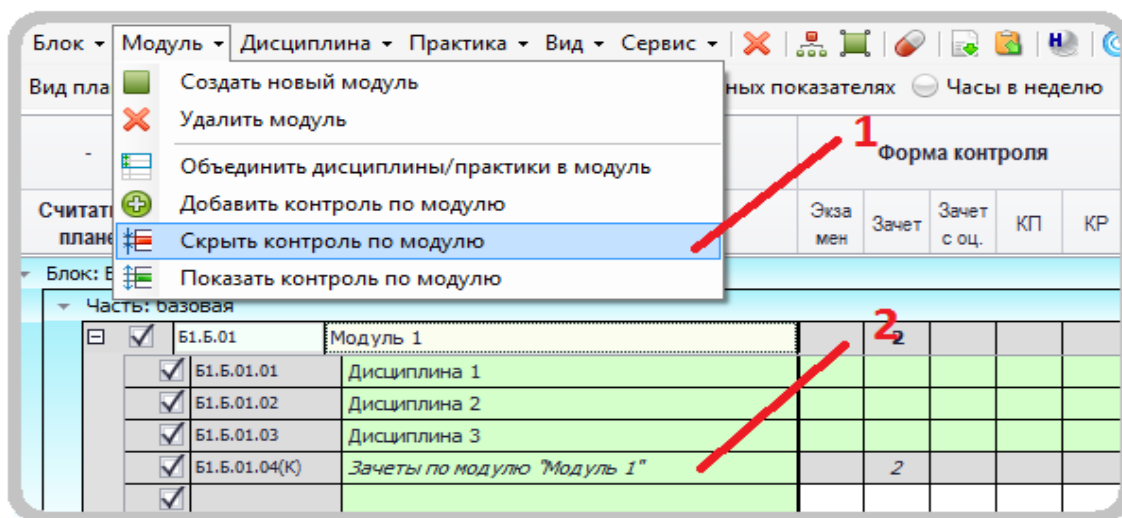 Блок Модуль Дисциплина Практика Вид Сервис
Создать новый модуль
Вид пла ных показателях Часы в неделю
Удалить модуль
1
- Форма контроля
Объединить дисциплины/практики в модуль
Добавить контроль по модулю
Считат
плане
Экза
мен
Зачет
Зачет
с оц.
КП
КР
Скрыть контроль по модулю
Показать контроль по модулю
Блок: Б
Часть: базовая
Б1.Б.01 Модуль 1 2
2
Б1.Б.01.01 Дисциплина 1
Б1.Б.01.02 Дисциплина 2
Б1.Б.01.03 Дисциплина 3
Б1.Б.01.04(К) Зачеты по модулю "Модуль 1" 2